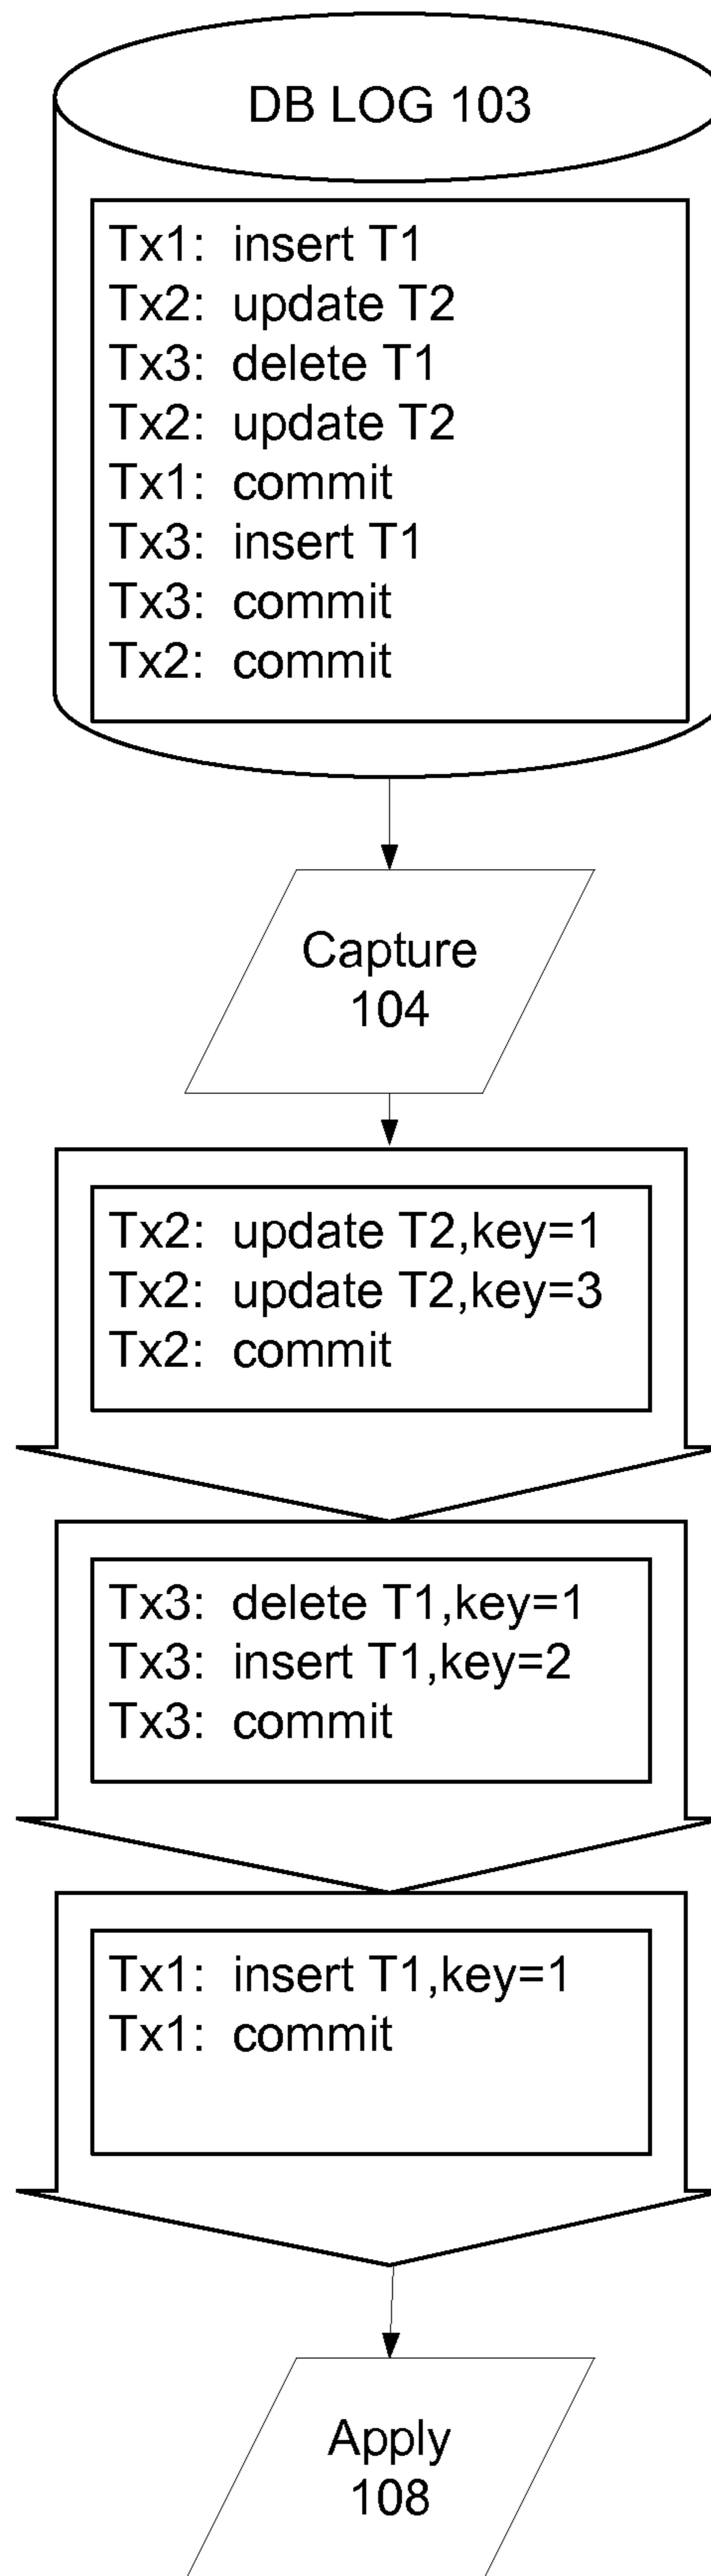 DB LOG 103
Tx1: insert T1
Tx2: update T2
Tx3: delete T1
Tx2: update T2
Tx1: commit
Tx3: insert T1
Tx3: commit
Tx2: commit
Capture
104
Tx2: update T2,key=1
Tx2: update T2,key=3
Tx2: commit
Tx3: delete T1,key=1
Tx3: insert T1,key=2
Tx3: commit
Tx1: insert T1,key=1
Tx1: commit
Apply
108